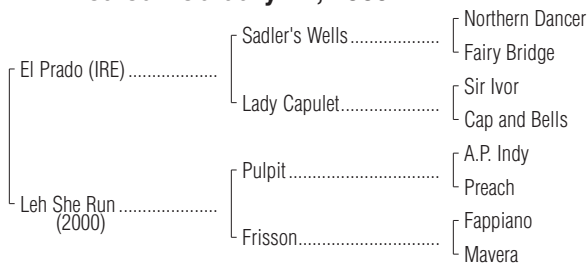 Northern Dancer
Sadler's Wells
Fairy Bridge
El Prado (IRE)
Sir Ivor
Lady Capulet
Cap and Bells
A.P. Indy
Pulpit
Preach
Leh She Run
(2000)
Fappiano
Frisson
Mavera